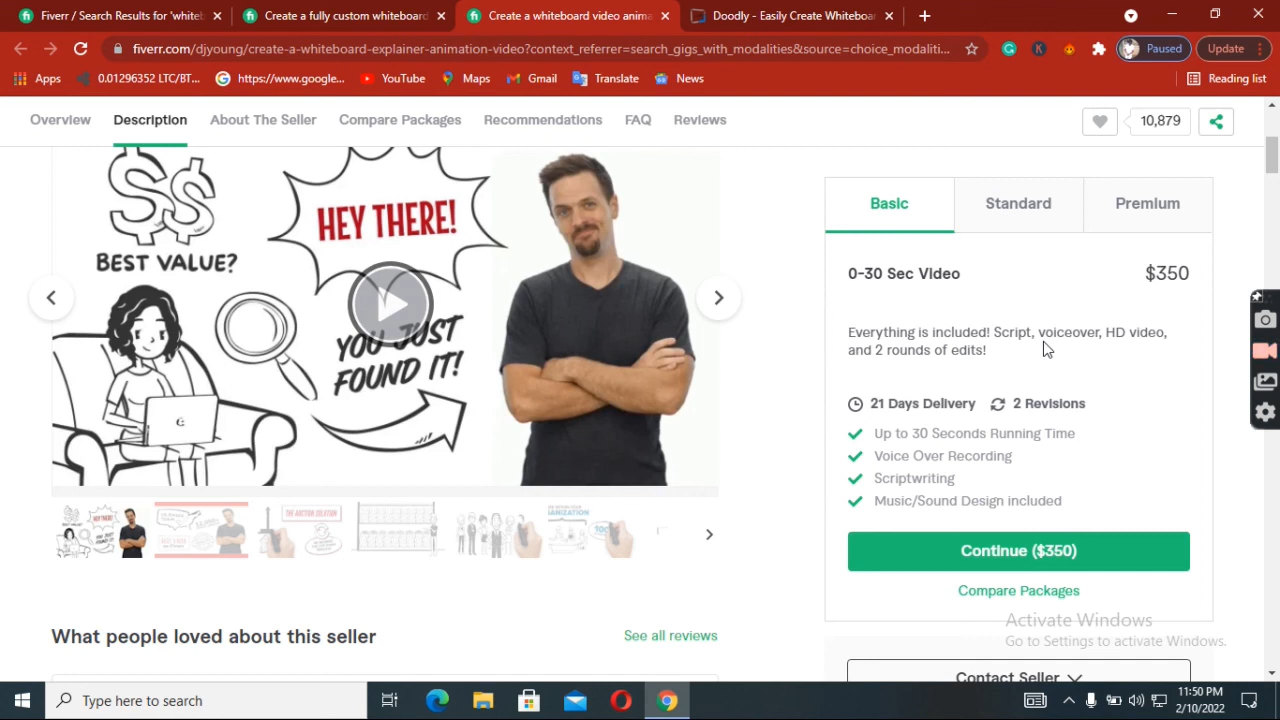 Fiverr / Search Results for 'whiteb
Create a fully custom whiteboard
Create a whiteboard video anima
Doodly - Easily Create Whiteboar
fiverr.com/djyoung/create-a-whiteboard-explainer-animation-video?context_referrer=search_gigs_with_modalities&source=choice_modaliti...
Paused
Update
Apps
0.01296352 LTC/BT...
https://www.google...
YouTube
Maps
Gmail
Translate
News
Reading list
Overview
Description
About The Seller
Compare Packages
Recommendations
FAQ
Reviews
10,879
BEST VALUE?
HEY THERE!
YOU JUST
FOUND IT!
Basic
Standard
Premium
0-30 Sec Video
$350
Everything is included! Script, voiceover, HD video,
and 2 rounds of edits!
21 Days Delivery
2 Revisions
Up to 30 Seconds Running Time
Voice Over Recording
Scriptwriting
Music/Sound Design included
Continue ($350)
Compare Packages
What people loved about this seller
See all reviews
Activate Windows
Go to Settings to activate Windows.
Contact Seller
Type here to search
11:50 PM
2/10/2022